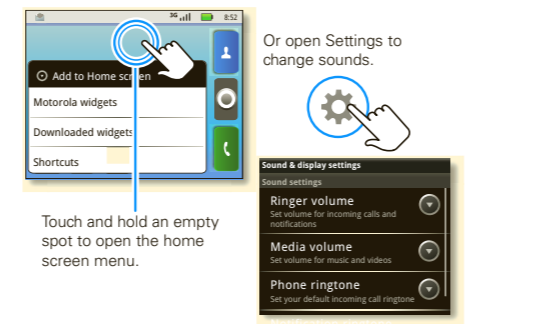 3G 8:52
Add to Home screen
Motorola widgets
Downloaded widgets
Shortcuts
Touch and hold an empty
spot to open the home
screen menu.
Or open Settings to
change sounds.
Sound & display settings
Sound settings
Ringer volume
Set volume for incoming calls and
notifications
Media volume
Set volume for music and videos
Phone ringtone
Set your default incoming call ringtone